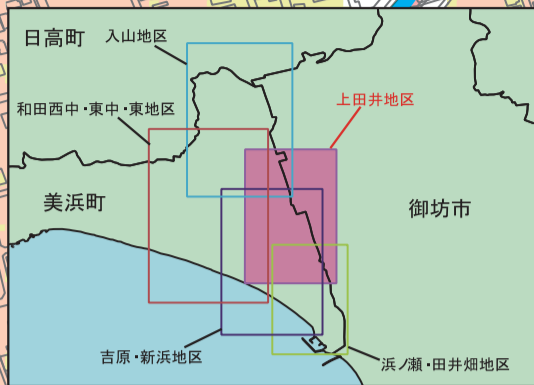 日高町
入山地区
和田西中・東中・東地区
上田井地区
美浜町
御坊市
吉原・新浜地区
浜ノ瀬・田井畑地区